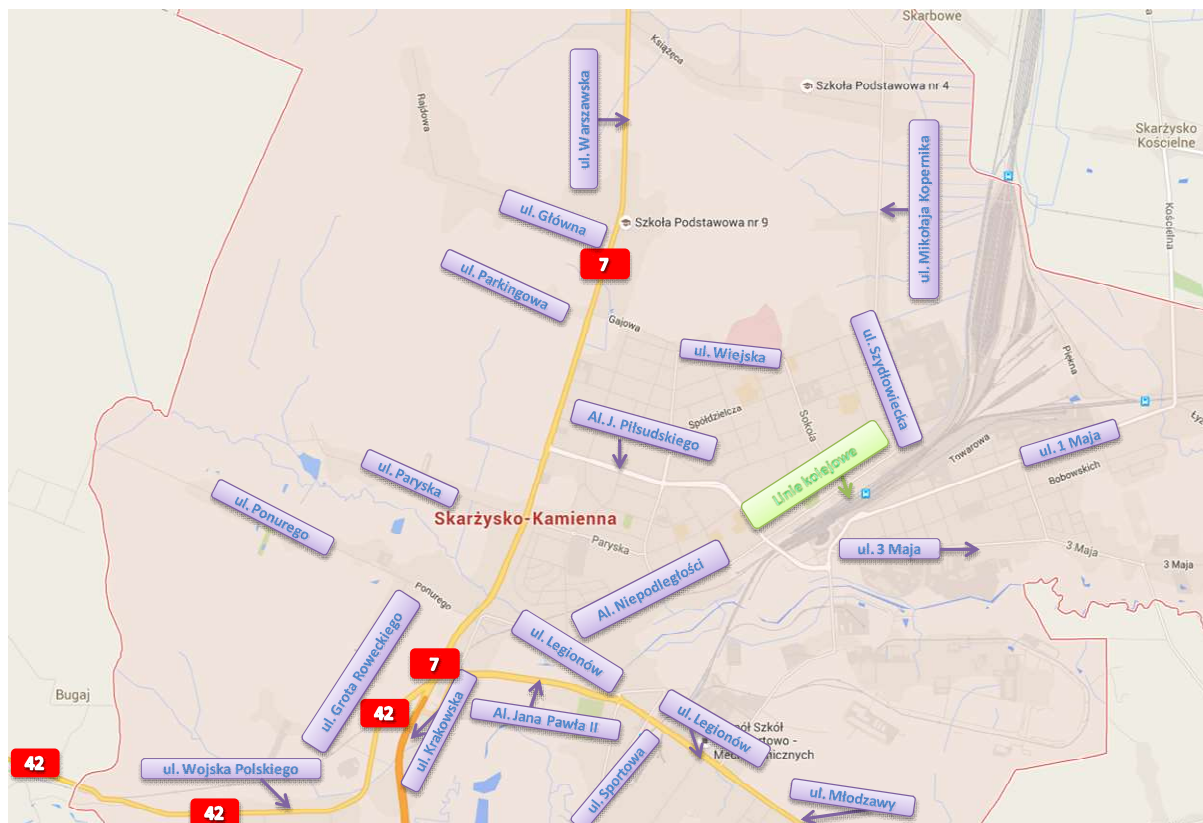 Skarbowe
Książęca
Szkoła Podstawowa nr 4
Rajdowa
ul. Warszawska
Skarżysko
Kościelne
ul. Mikołaja Kopernika
ul. Główna
Szkoła Podstawowa nr 9
Kościelna
7
ul. Parkingowa
Gajowa
ul. Wiejska
ul. Szydłowiecka
Piękna
Spółdzielcza
Sokola
Al. J. Piłsudskiego
Towarowa
ul. 1 Maja
Bobowskich
ul. Paryska
Linie kolejowe
ul. Ponurego
Skarżysko-Kamienna
Paryska
ul. 3 Maja
3 Maja
3 Maja
Ponurego
Al. Niepodległości
ul. Grota Roweckiego
ul. Legionów
7
Bugaj
42
ul. Krakowska
Al. Jana Pawła II
ul. Legionów
42
ul. Wojska Polskiego
ul. Sportowa
ul. Młodzawy
42